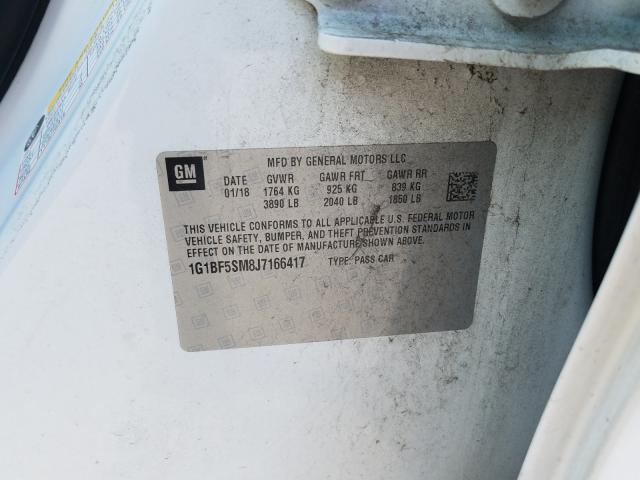 GM
MFD BY GENERAL MOTORS LLC
DATE GVWR GAWR FRT GAWR RR
01/18 1764 KG 925 KG 839 KG
3890 LB 2040 LB 1850 LB
THIS VEHICLE CONFORMS TO ALL APPLICABLE U.S. FEDERAL MOTOR
VEHICLE SAFETY, BUMPER, AND THEFT PREVENTION STANDARDS IN
EFFECT ON THE DATE OF MANUFACTURE SHOWN ABOVE.
1G1BF5SM8J7166417 TYPE: PASS CAR